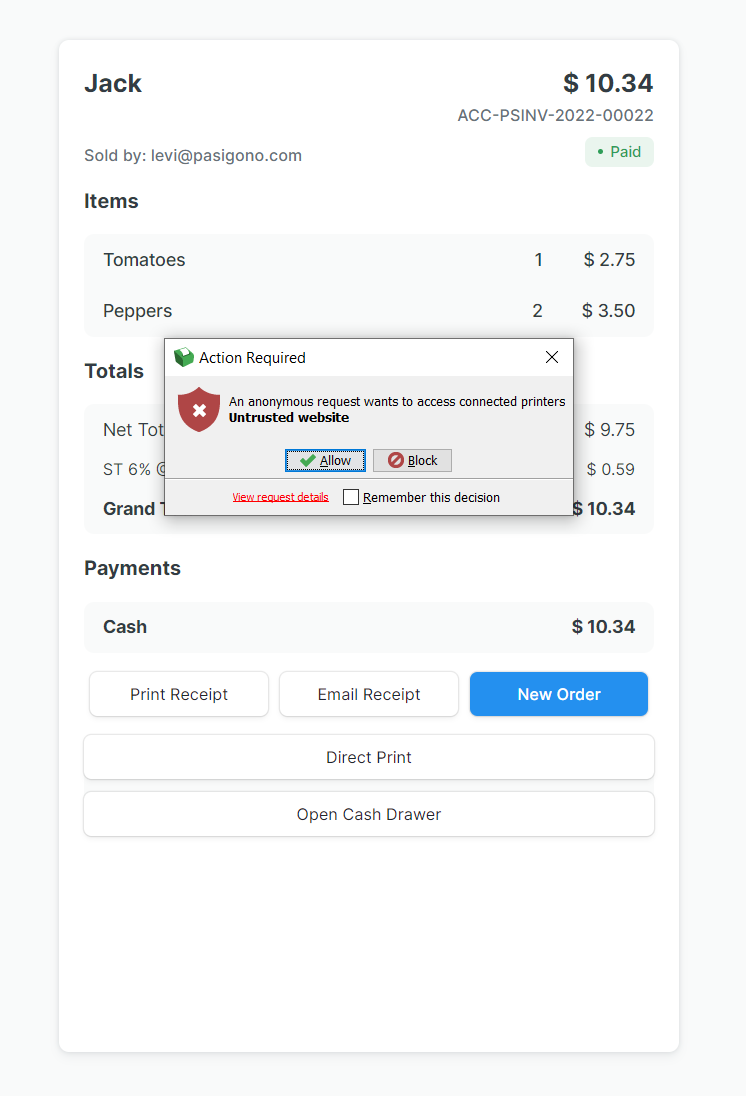 Jack
$ 10.34
ACC-PSINV-2022-00022
Sold by: levi@pasigono.com
• Paid
Items
Tomatoes 1 $ 2.75
Peppers 2 $ 3.50
Action Required
An anonymous request wants to access connected printers
Untrusted website
Allow Block
View request details Remember this decision
Totals
Net Tot $ 9.75
ST 6% @ $ 0.59
Grand $ 10.34
Payments
Cash $ 10.34
Print Receipt Email Receipt New Order
Direct Print
Open Cash Drawer